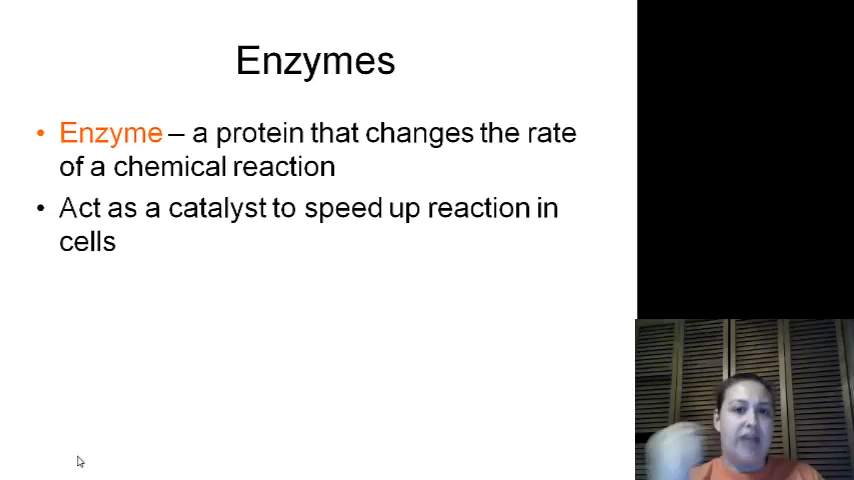 Enzymes
• Enzyme – a protein that changes the rate
of a chemical reaction
• Act as a catalyst to speed up reaction in
cells